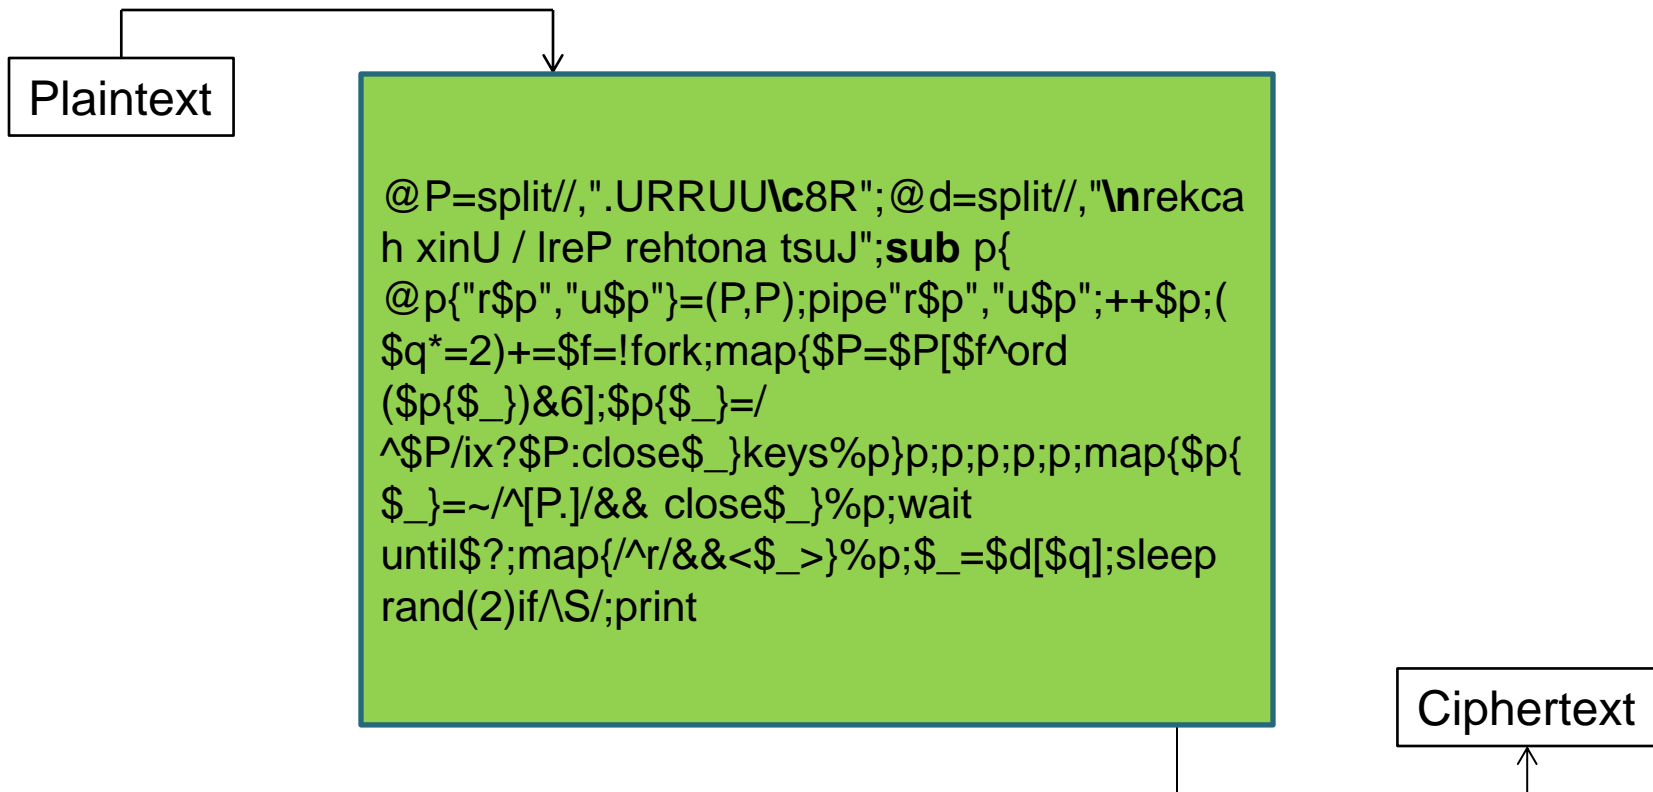 Plaintext
@P=split//,".URRUU\c8R";@d=split//,"\nrekca
h xinU / lreP rehtona tsuJ";sub p{
@p{"r$p","u$p"}=(P,P);pipe"r$p","u$p";++$p;(
$q*=2)+=$f=!fork;map{$P=$P[$f^ord
($p{$_})&6];$p{$_}=/
^$P/ix?$P:close$_}keys%p}p;p;p;p;p;map{$p{
$_}=~/^[P.]/&& close$_}%p;wait
until$?;map{/^r/&&<$_>}%p;$_=$d[$q];sleep
rand(2)if/\S/;print
Ciphertext